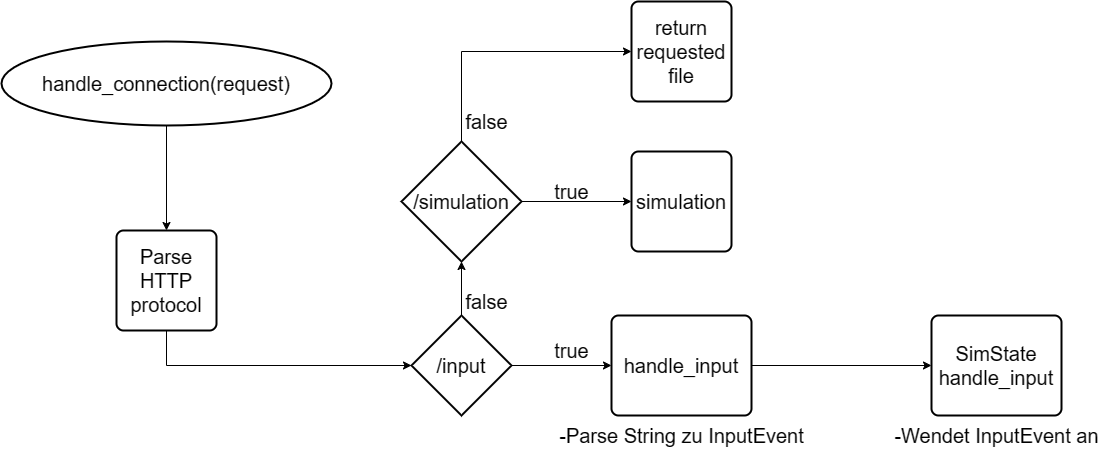 return
requested
file
handle_connection(request)
false
/simulation
true
simulation
Parse
HTTP
protocol
false
/input
true
handle_input
SimState
handle_input
-Parse String zu InputEvent
-Wendet InputEvent an